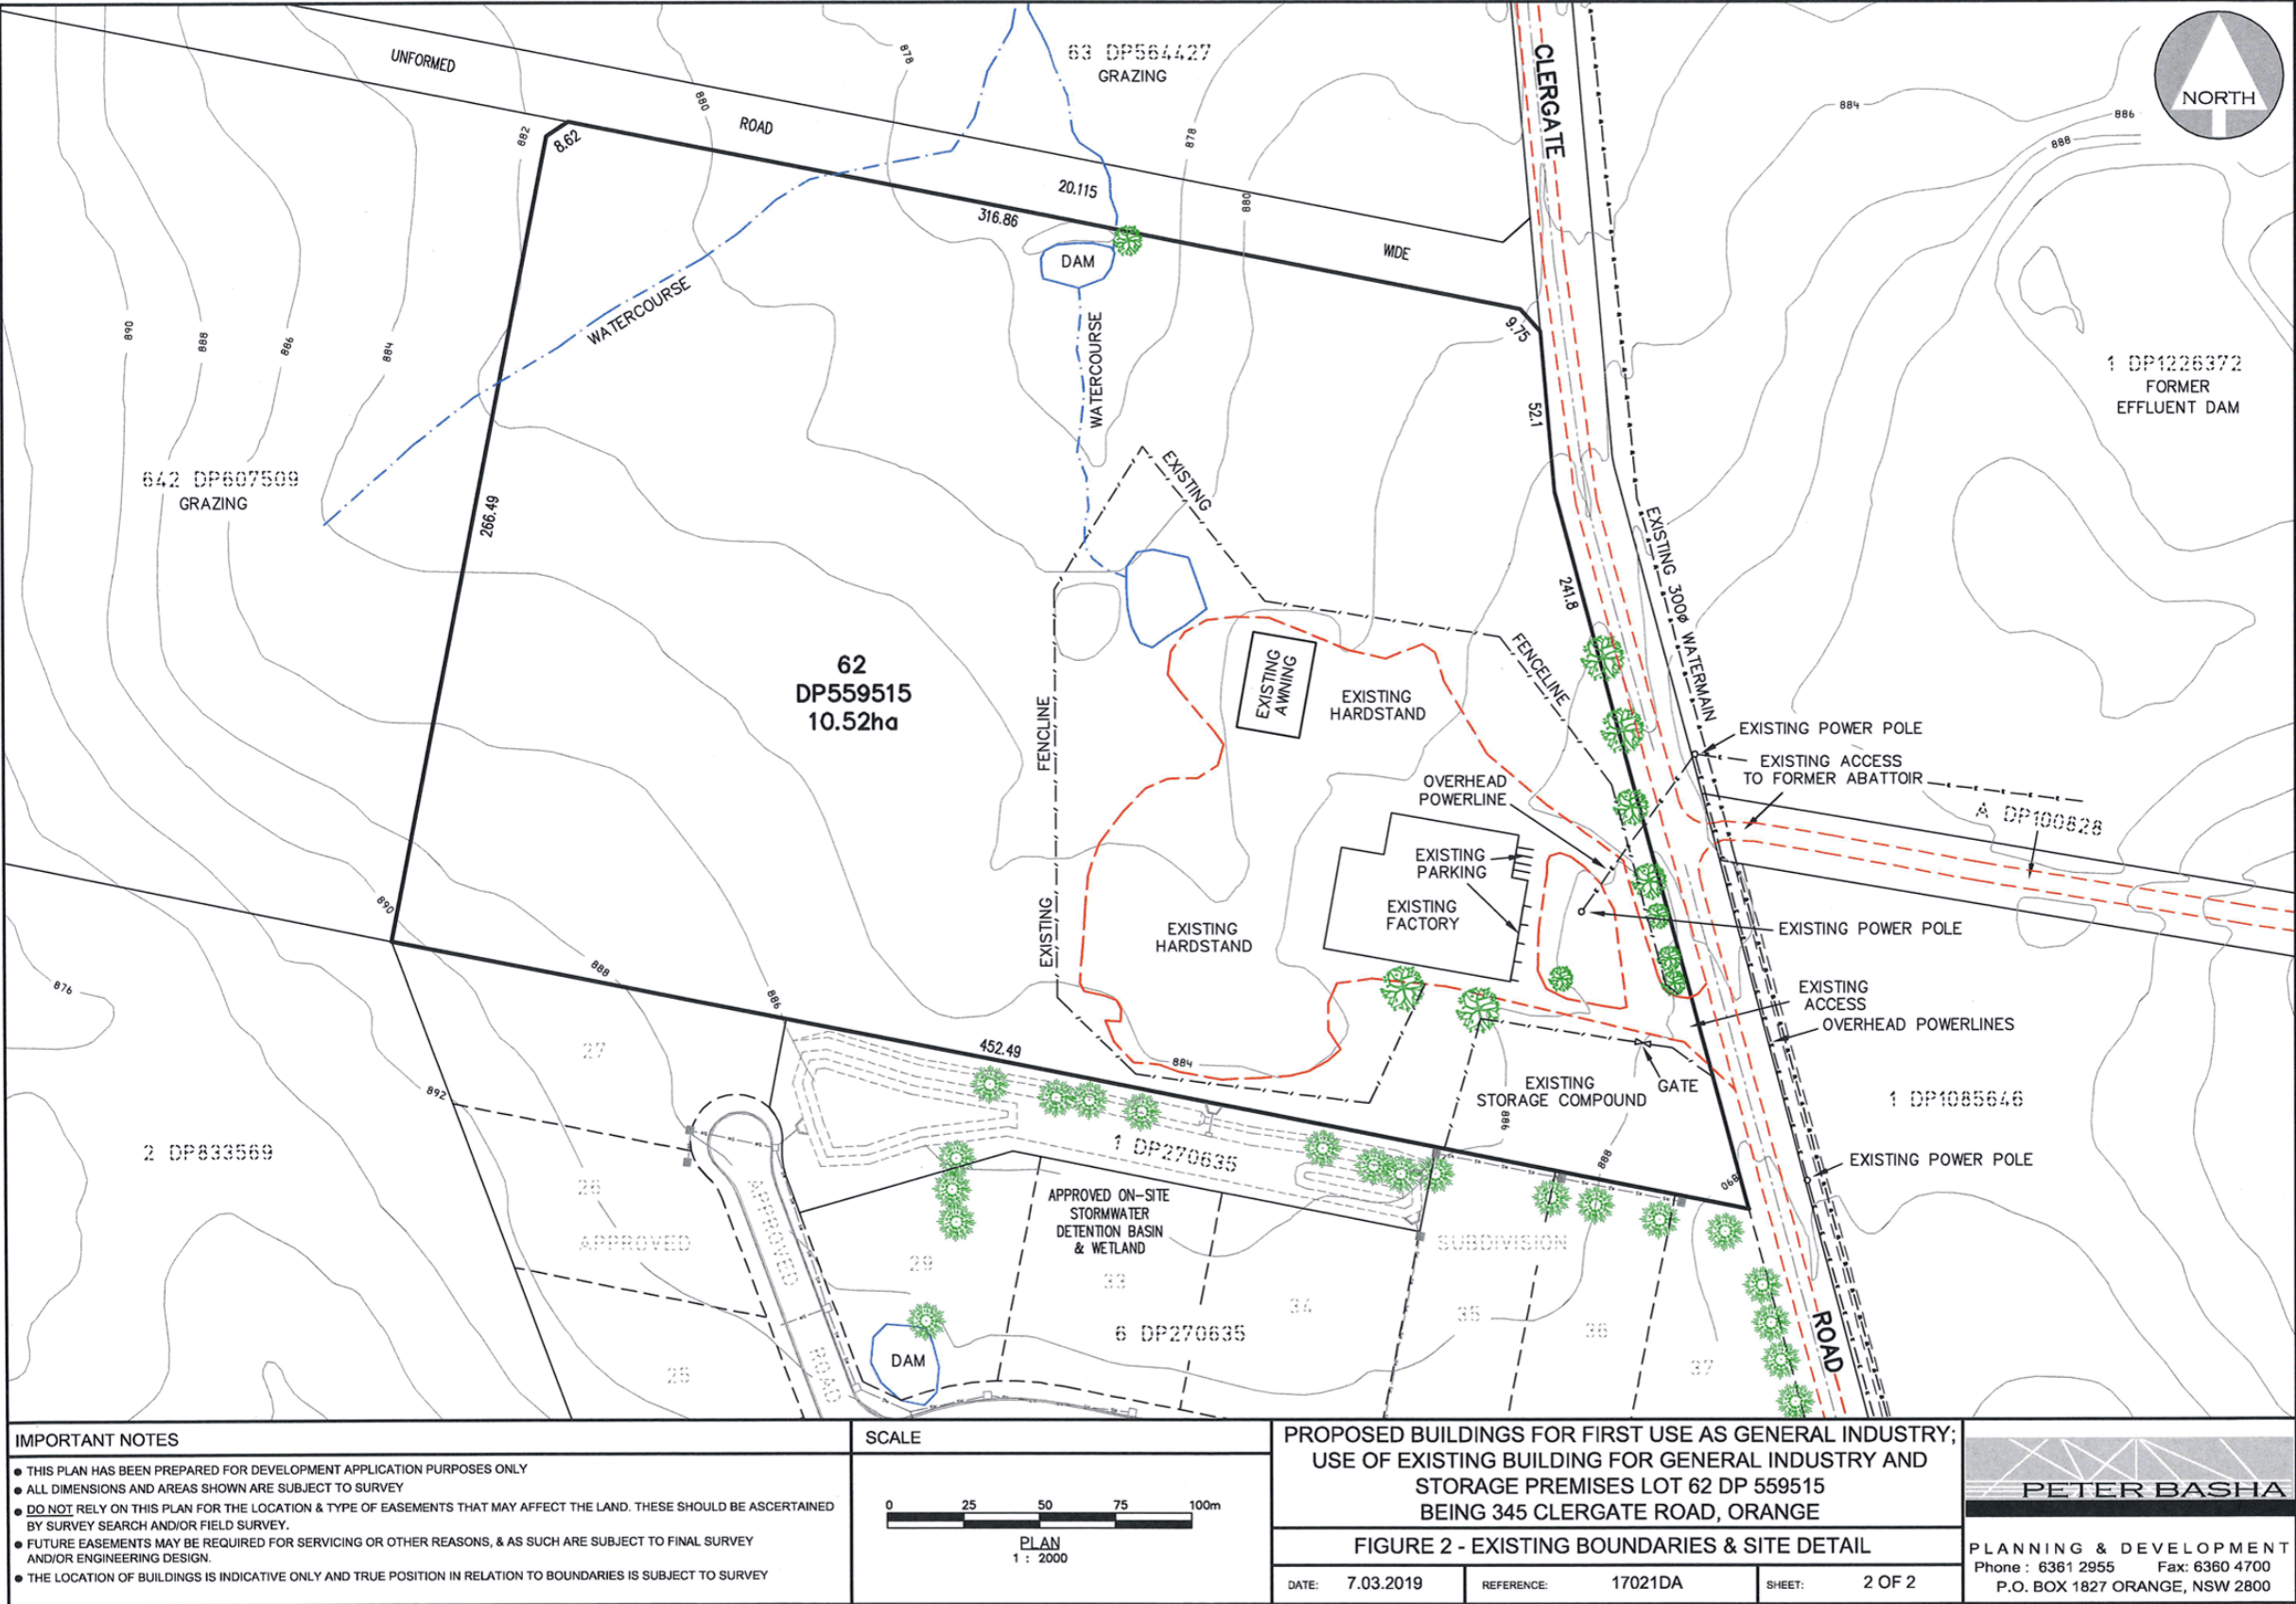 UNFORMED
ROAD
WIDE
20.115
63 DP564427
GRAZING
878
880
882
878
880
CLERGATE
884
886
888
NORTH
8.62
316.86
9.75
DAM
WATERCOURSE
WATERCOURSE
890
888
886
884
52.1
1 DP1226372
FORMER
EFFLUENT DAM
642 DP607509
GRAZING
266.49
EXISTING
FENCELINE
241.8
EXISTING 300ø WATERMAIN
62
DP559515
10.52ha
EXISTING
FENCLINE
EXISTING
AWNING
EXISTING
HARDSTAND
EXISTING POWER POLE
EXISTING ACCESS
TO FORMER ABATTOIR
A DP100828
OVERHEAD
POWERLINE
EXISTING
PARKING
EXISTING
FACTORY
EXISTING
HARDSTAND
EXISTING POWER POLE
EXISTING
ACCESS
OVERHEAD POWERLINES
890
888
886
876
892
452.49
884
EXISTING
STORAGE COMPOUND
GATE
886
888
890
1 DP1085646
EXISTING POWER POLE
2 DP833569
27
26
25
APPROVED
APPROVED
ROAD
1 DP270635
APPROVED ON-SITE
STORMWATER
DETENTION BASIN
& WETLAND
SUBDIVISION
29
33
34
35
36
37
6 DP270635
DAM
ROAD
IMPORTANT NOTES
● THIS PLAN HAS BEEN PREPARED FOR DEVELOPMENT APPLICATION PURPOSES ONLY
● ALL DIMENSIONS AND AREAS SHOWN ARE SUBJECT TO SURVEY
● DO NOT RELY ON THIS PLAN FOR THE LOCATION & TYPE OF EASEMENTS THAT MAY AFFECT THE LAND. THESE SHOULD BE ASCERTAINED
BY SURVEY SEARCH AND/OR FIELD SURVEY.
● FUTURE EASEMENTS MAY BE REQUIRED FOR SERVICING OR OTHER REASONS, & AS SUCH ARE SUBJECT TO FINAL SURVEY
AND/OR ENGINEERING DESIGN.
● THE LOCATION OF BUILDINGS IS INDICATIVE ONLY AND TRUE POSITION IN RELATION TO BOUNDARIES IS SUBJECT TO SURVEY
SCALE
0 25 50 75 100m
PLAN
1 : 2000
PROPOSED BUILDINGS FOR FIRST USE AS GENERAL INDUSTRY;
USE OF EXISTING BUILDING FOR GENERAL INDUSTRY AND
STORAGE PREMISES LOT 62 DP 559515
BEING 345 CLERGATE ROAD, ORANGE
FIGURE 2 - EXISTING BOUNDARIES & SITE DETAIL
DATE: 7.03.2019
REFERENCE: 17021DA
SHEET: 2 OF 2
PETER BASHA
PLANNING & DEVELOPMENT
Phone : 6361 2955 Fax: 6360 4700
P.O. BOX 1827 ORANGE, NSW 2800